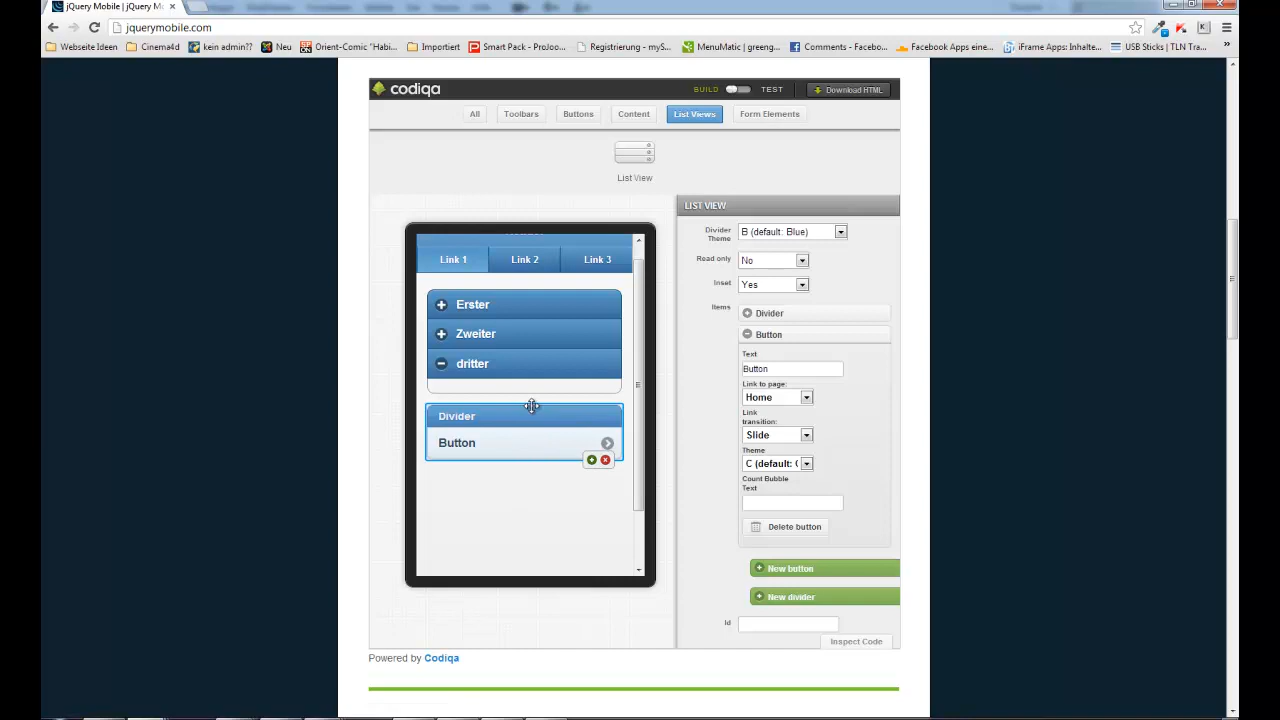 jQuery Mobile | jQuery M
jquerymobile.com
Webseite Ideen
Cinema4d
kein admin??
Neu
Orient-Comic "Habi...
Importiert
Smart Pack - ProJoo...
Registrierung - myS...
MenuMatic | greeng...
Comments - Facebo...
Facebook Apps eine...
iFrame Apps: Inhalte...
USB Sticks | TLN Tra...
»
codiqa
BUILD
TEST
Download HTML
All
Toolbars
Buttons
Content
List Views
Form Elements
List View
LIST VIEW
Divider
Theme
B (default: Blue)
Read only
No
Inset
Yes
Items
Divider
Button
Text
Button
Link to page:
Home
Link
transition:
Slide
Theme
C (default: 
Count Bubble
Text
Delete button
New button
New divider
Id
Inspect Code
Link 1
Link 2
Link 3
Erster
Zweiter
dritter
Divider
Button
Powered by Codiqa